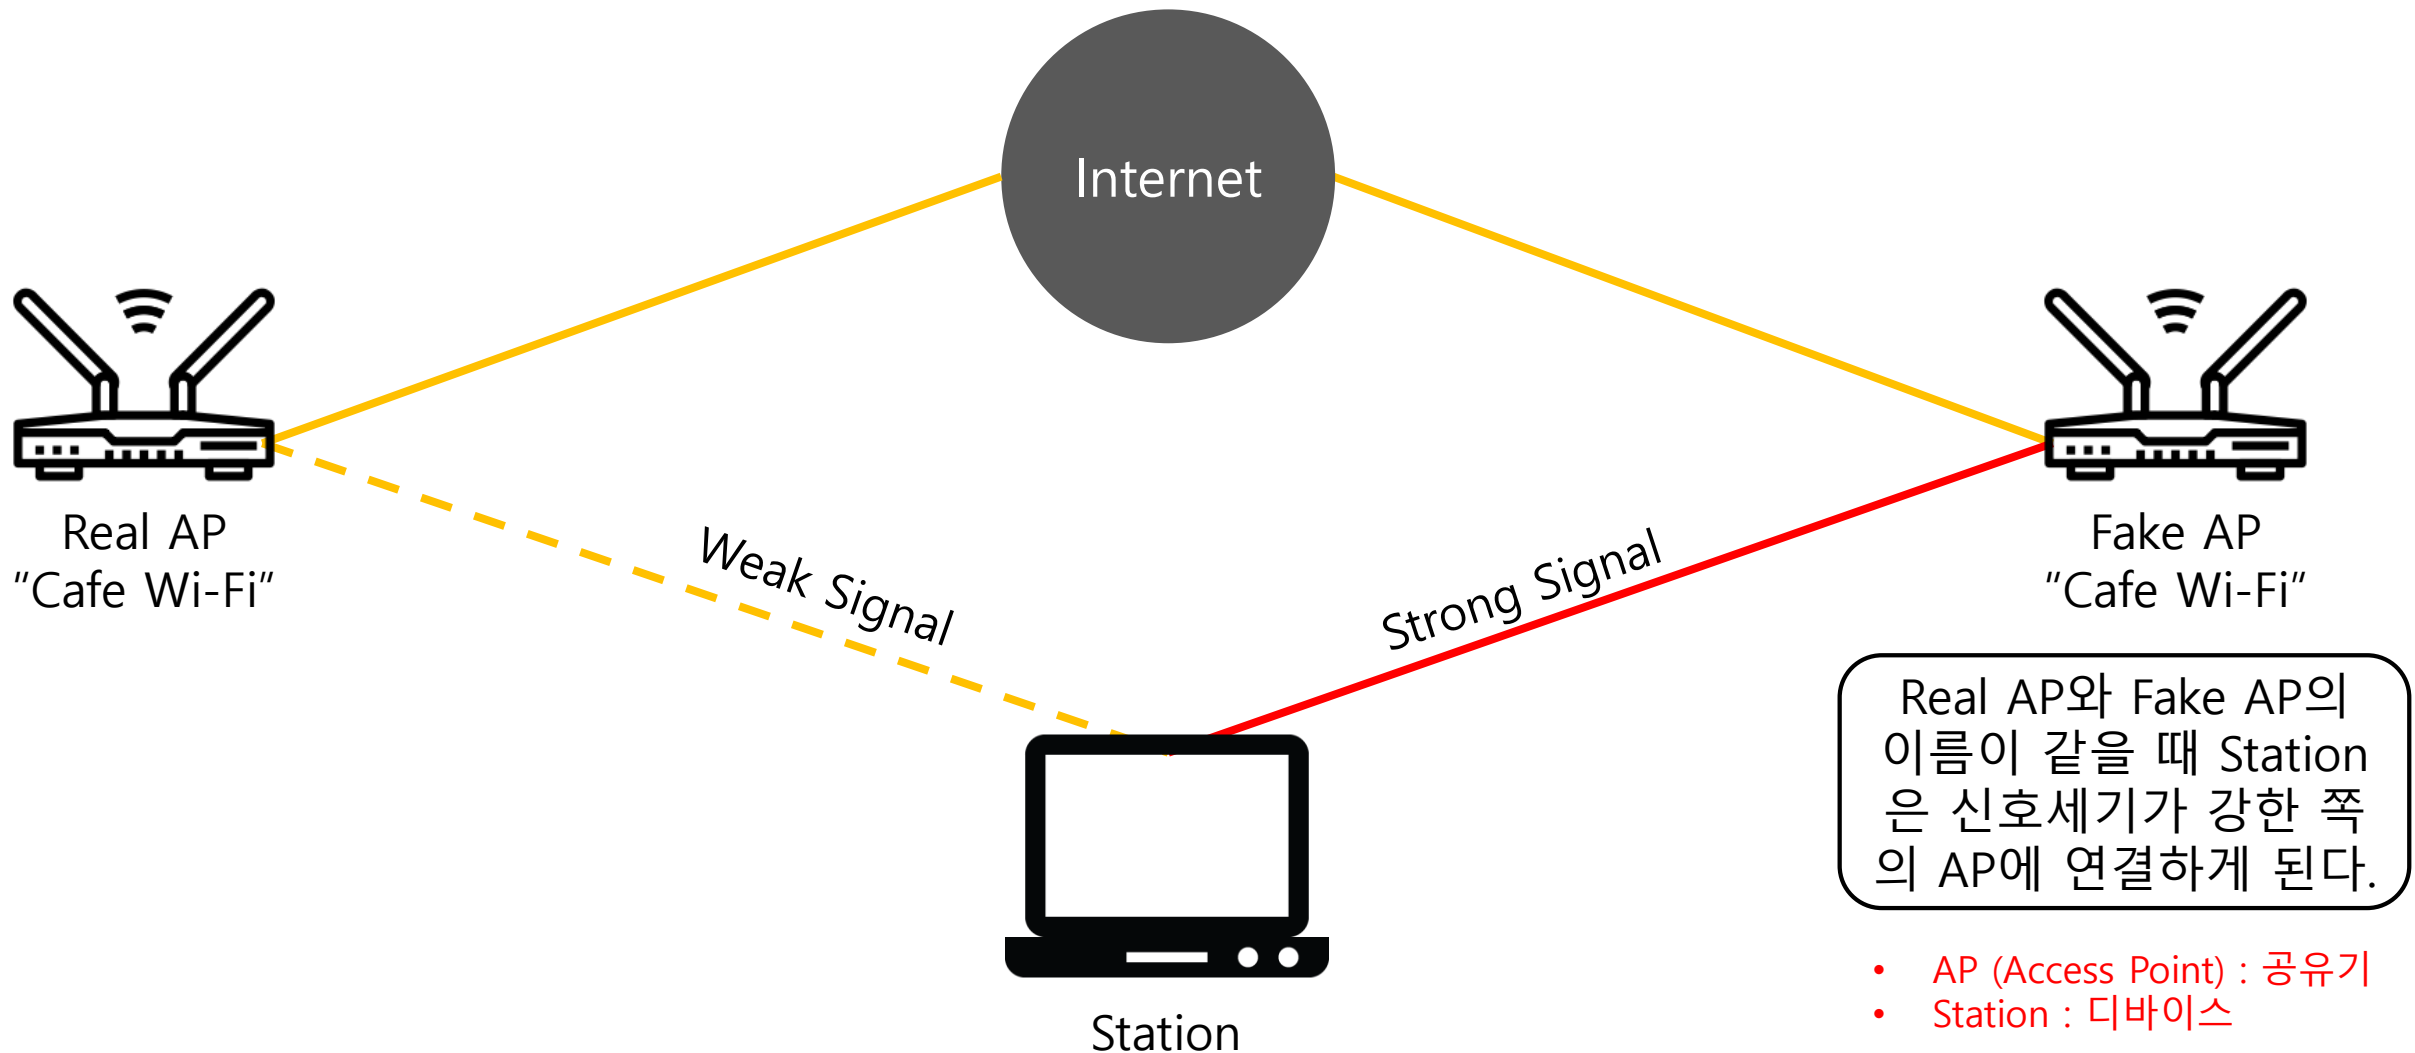 Internet
Real AP
"Cafe Wi-Fi"
Weak Signal
Strong Signal
Fake AP
"Cafe Wi-Fi"
Real AP와 Fake AP의
이름이 같을 때 Station
은 신호세기가 강한 쪽
의 AP에 연결하게 된다.
• AP (Access Point) : 공유기
• Station : 디바이스
Station